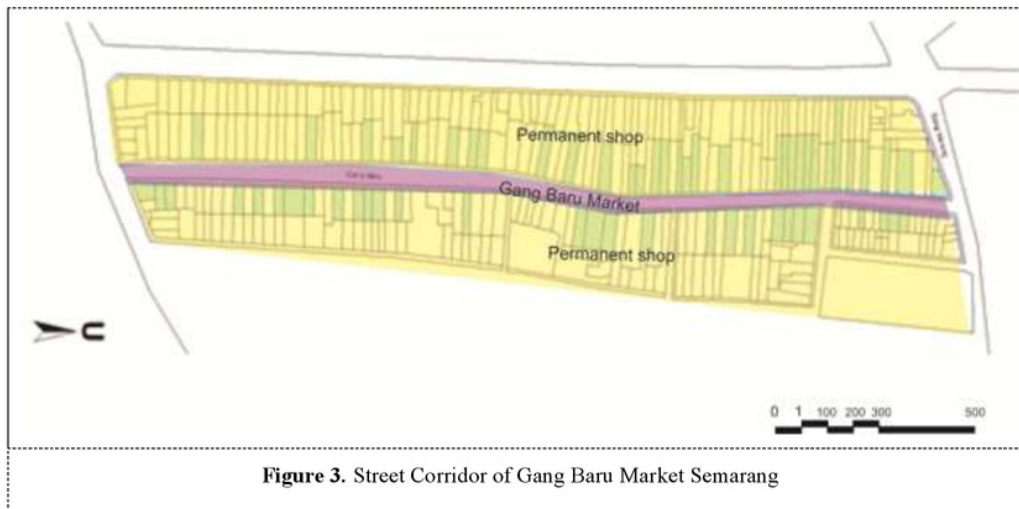 Permanent shop
Gang Baru Market
Permanent shop
U
0 1 100 200 300 500
Figure 3. Street Corridor of Gang Baru Market Semarang